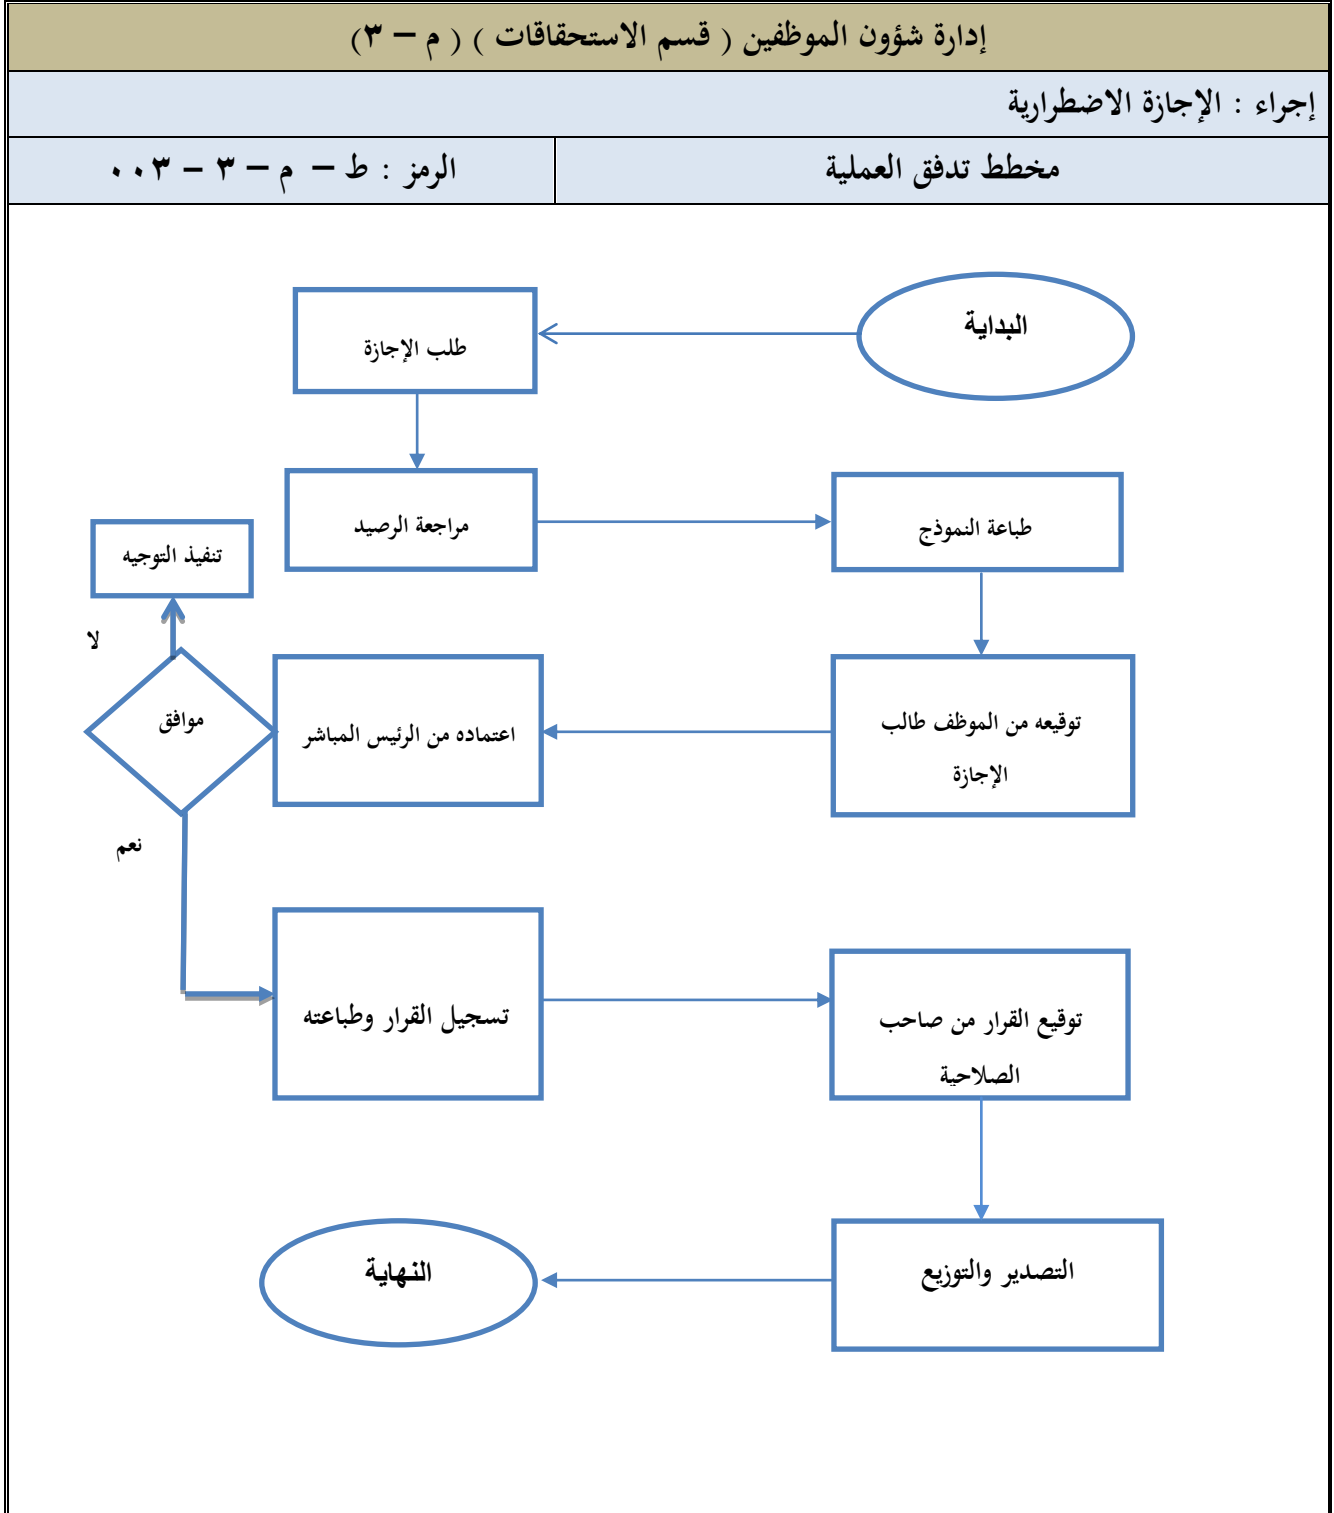 إدارة شؤون الموظفين ( قسم الاستحقاقات ) ( م – ٣)
إجراء : الإجازة الاضطرارية
مخطط تدفق العملية
الرمز : ط – م – ٣ – ٠٠٣
البداية
طلب الإجازة
مراجعة الرصيد
طباعة النموذج
توقيعه من الموظف طالب
الإجازة
اعتماده من الرئيس المباشر
موافق
لا
تنفيذ التوجيه
نعم
تسجيل القرار وطباعته
توقيع القرار من صاحب
الصلاحية
التصدير والتوزيع
النهاية